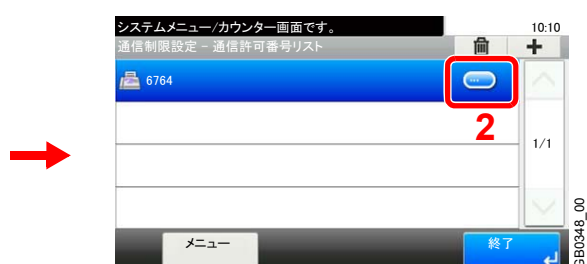 システムメニュー/カウンター画面です。
10:10
通信制限設定 - 通信許可番号リスト
6764
2
1/1
メニュー
終了
GB0348_00